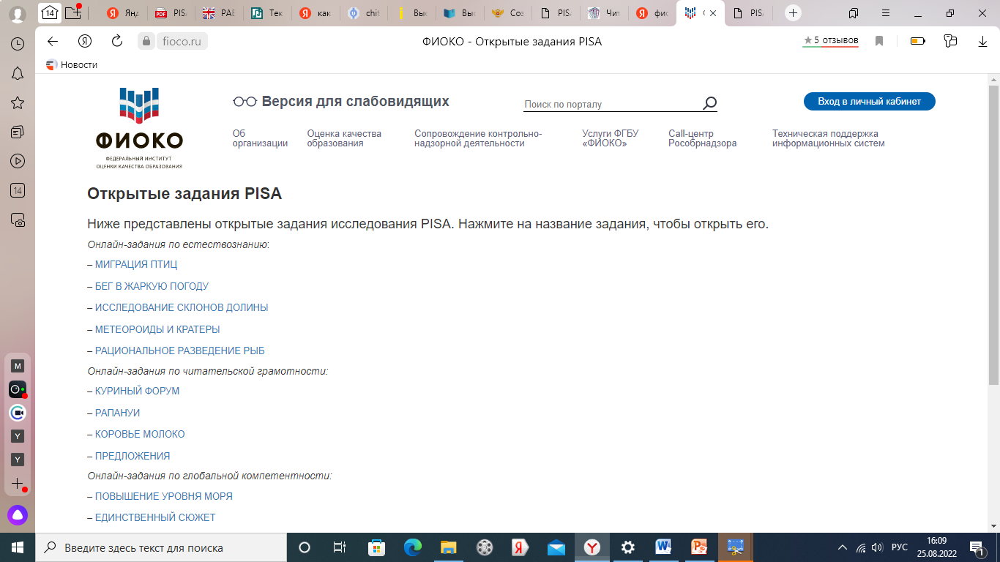 14 Янд PISA РАЕ Тек как chit Выс Выс Соз PISA Чит фис PISA
fioco.ru ФИОКО - Открытые задания PISA ★5 отзывов
Новости
Версия для слабовидящих Поиск по порталу Вход в личный кабинет
Об организации Оценка качества образования Сопровождение контрольно-надзорной деятельности Услуги ФГБУ «ФИОКО» Call-центр Рособрнадзора Техническая поддержка информационных систем
ФИОКО
ФЕДЕРАЛЬНЫЙ ИНСТИТУТ
ОЦЕНКИ КАЧЕСТВА ОБРАЗОВАНИЯ
Открытые задания PISA
Ниже представлены открытые задания исследования PISA. Нажмите на название задания, чтобы открыть его.
Онлайн-задания по естествознанию:
– МИГРАЦИЯ ПТИЦ
– БЕГ В ЖАРКУЮ ПОГОДУ
– ИССЛЕДОВАНИЕ СКЛОНОВ ДОЛИНЫ
– МЕТЕОРОИДЫ И КРАТЕРЫ
– РАЦИОНАЛЬНОЕ РАЗВЕДЕНИЕ РЫБ
Онлайн-задания по читательской грамотности:
– КУРИНЫЙ ФОРУМ
– РАПАНУИ
– КОРОВЬЕ МОЛОКО
– ПРЕДЛОЖЕНИЯ
Онлайн-задания по глобальной компетентности:
– ПОВЫШЕНИЕ УРОВНЯ МОРЯ
– ЕДИНСТВЕННЫЙ СЮЖЕТ
14
M
Y
Y
Введите здесь текст для поиска
РУС
16:09
25.08.2022
1